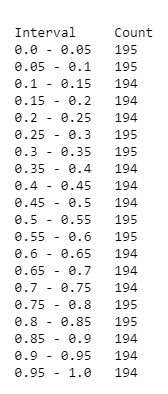 Interval Count
0.0 - 0.05 195
0.05 - 0.1 195
0.1 - 0.15 194
0.15 - 0.2 194
0.2 - 0.25 194
0.25 - 0.3 195
0.3 - 0.35 195
0.35 - 0.4 194
0.4 - 0.45 194
0.45 - 0.5 194
0.5 - 0.55 195
0.55 - 0.6 195
0.6 - 0.65 194
0.65 - 0.7 194
0.7 - 0.75 194
0.75 - 0.8 195
0.8 - 0.85 195
0.85 - 0.9 194
0.9 - 0.95 194
0.95 - 1.0 194